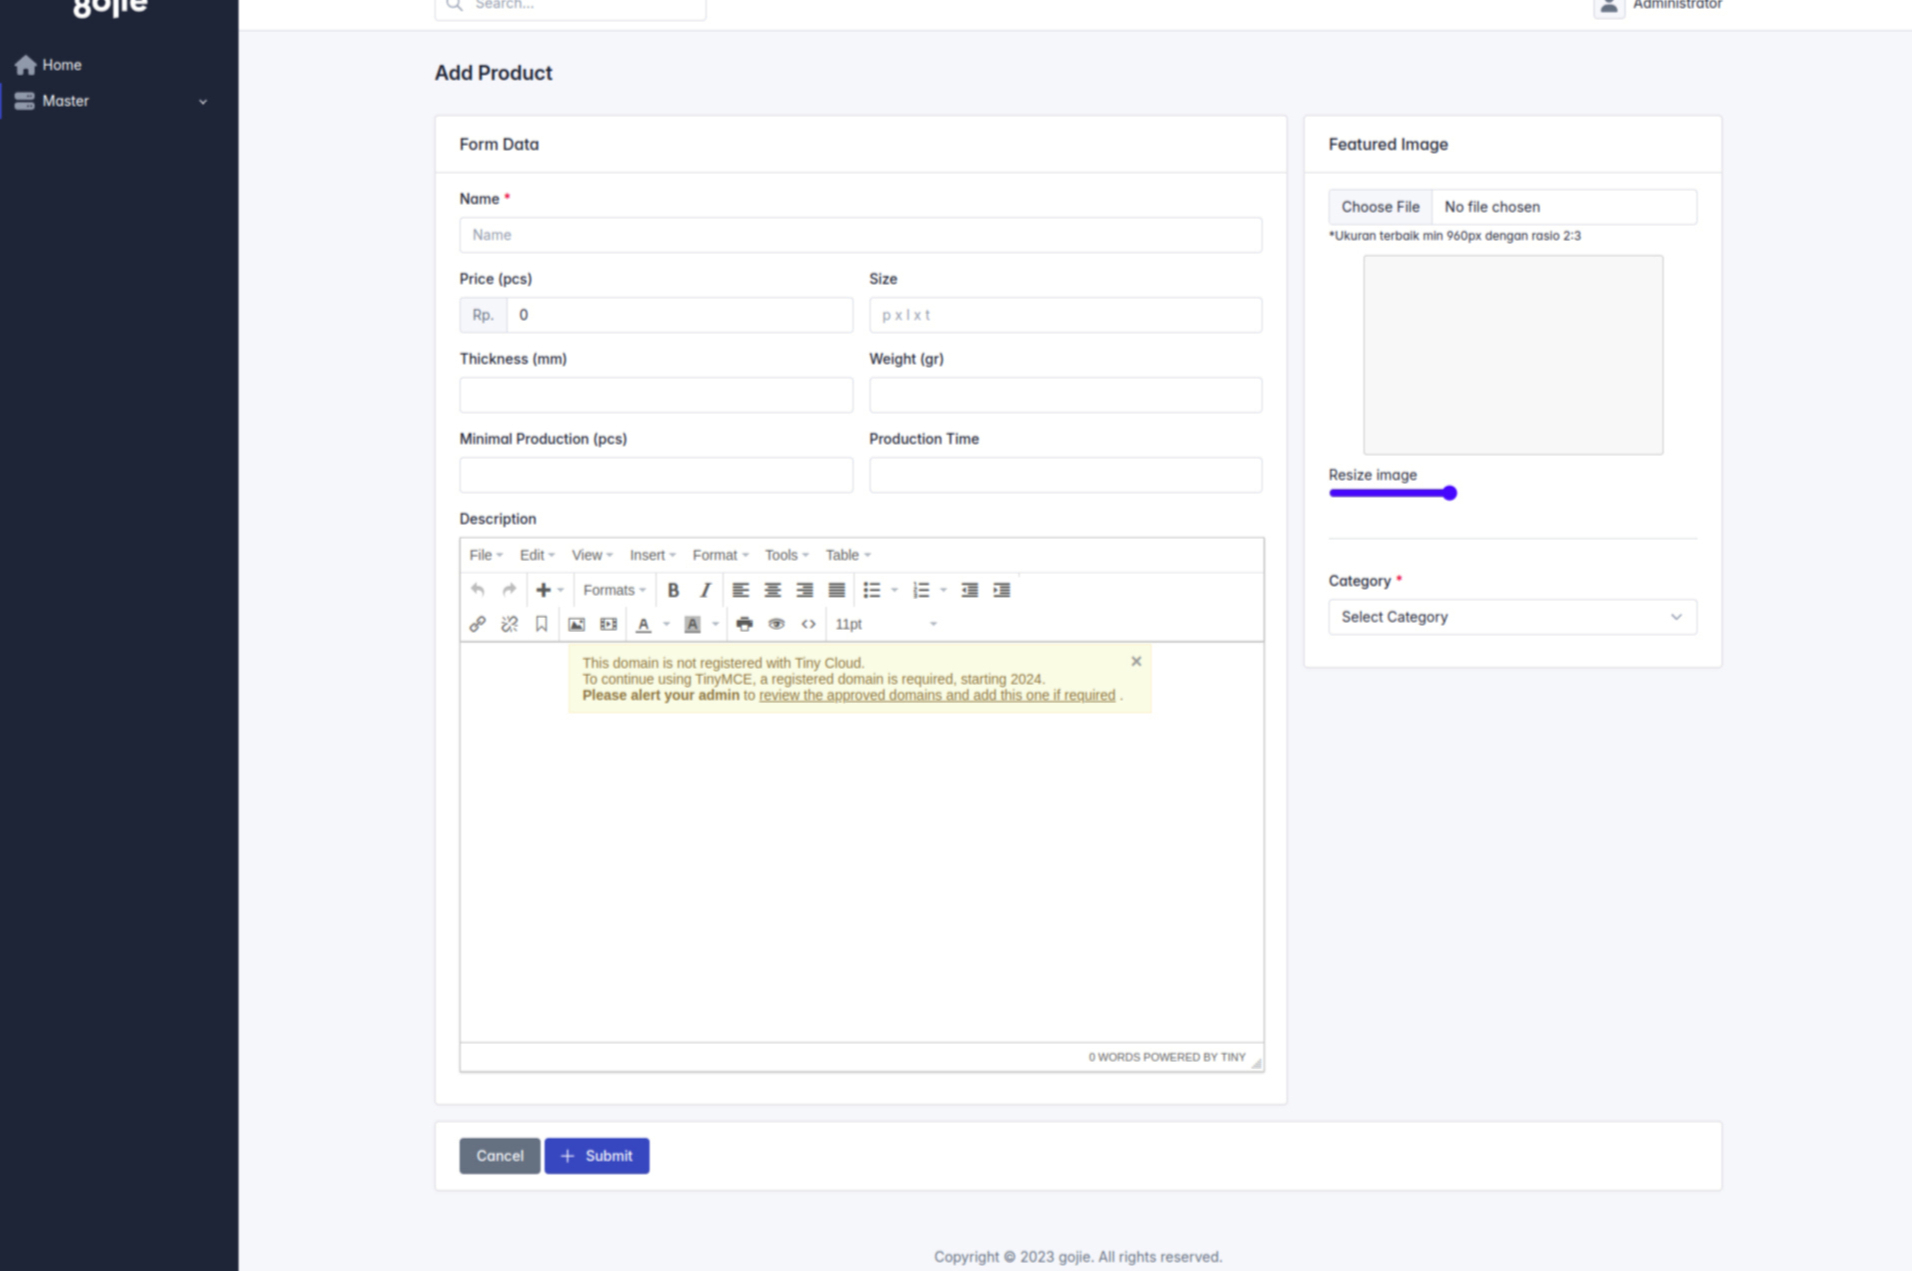 gojie
Home
Master
Search...
Administrator
Add Product
Form Data
Name *
Name
Price (pcs)
Size
Rp. 0
p x l x t
Thickness (mm)
Weight (gr)
Minimal Production (pcs)
Production Time
Description
File Edit View Insert Format Tools Table
Formats B I
A A 11pt
This domain is not registered with Tiny Cloud.
To continue using TinyMCE, a registered domain is required, starting 2024.
Please alert your admin to review the approved domains and add this one if required .
0 WORDS POWERED BY TINY
Featured Image
Choose File No file chosen
*Ukuran terbaik min 960px dengan rasio 2:3
Resize image
Category *
Select Category
Cancel
Submit
Copyright © 2023 gojie. All rights reserved.